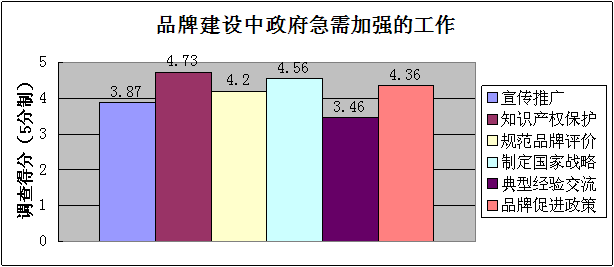 品牌建设中政府急需加强的工作
调查得分（5分制）
5
4
3
2
1
0
3.87
4.73
4.2
4.56
3.46
4.36
宣传推广
知识产权保护
规范品牌评价
制定国家战略
典型经验交流
品牌促进政策